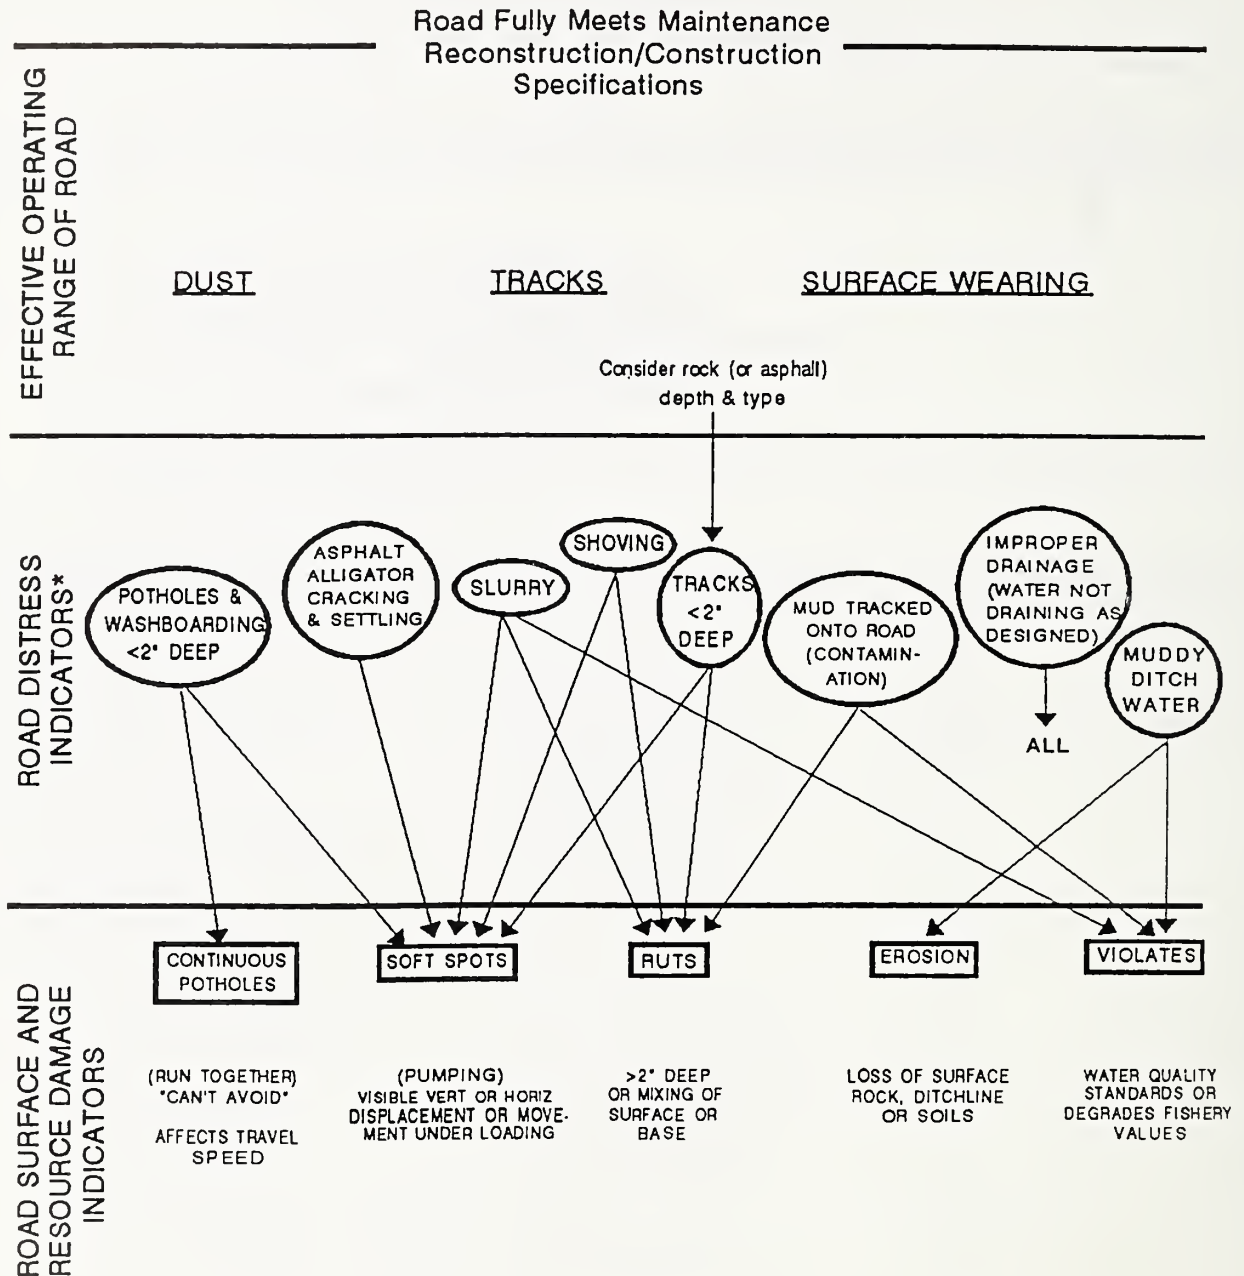 Road Fully Meets Maintenance
Reconstruction/Construction
Specifications
EFFECTIVE OPERATING
RANGE OF ROAD
DUST
TRACKS
SURFACE WEARING
Consider rock (or asphalt)
depth & type
ROAD DISTRESS
INDICATORS*
POTHOLES &
WASHBOARDING
<2" DEEP
ASPHALT
ALLIGATOR
CRACKING
& SETTLING
SLURRY
SHOVING
TRACKS
<2"
DEEP
MUD TRACKED
ONTO ROAD
(CONTAMIN-
ATION)
IMPROPER
DRAINAGE
(WATER NOT
DRAINING AS
DESIGNED)
ALL
MUDDY
DITCH
WATER
ROAD SURFACE AND
RESOURCE DAMAGE
INDICATORS
CONTINUOUS
POTHOLES
(RUN TOGETHER)
"CAN'T AVOID"
AFFECTS TRAVEL
SPEED
SOFT SPOTS
(PUMPING)
VISIBLE VERT OR HORIZ
DISPLACEMENT OR MOVE-
MENT UNDER LOADING
RUTS
>2" DEEP
OR MIXING OF
SURFACE OR
BASE
EROSION
LOSS OF SURFACE
ROCK, DITCHLINE
OR SOILS
VIOLATES
WATER QUALITY
STANDARDS OR
DEGRADES FISHERY
VALUES